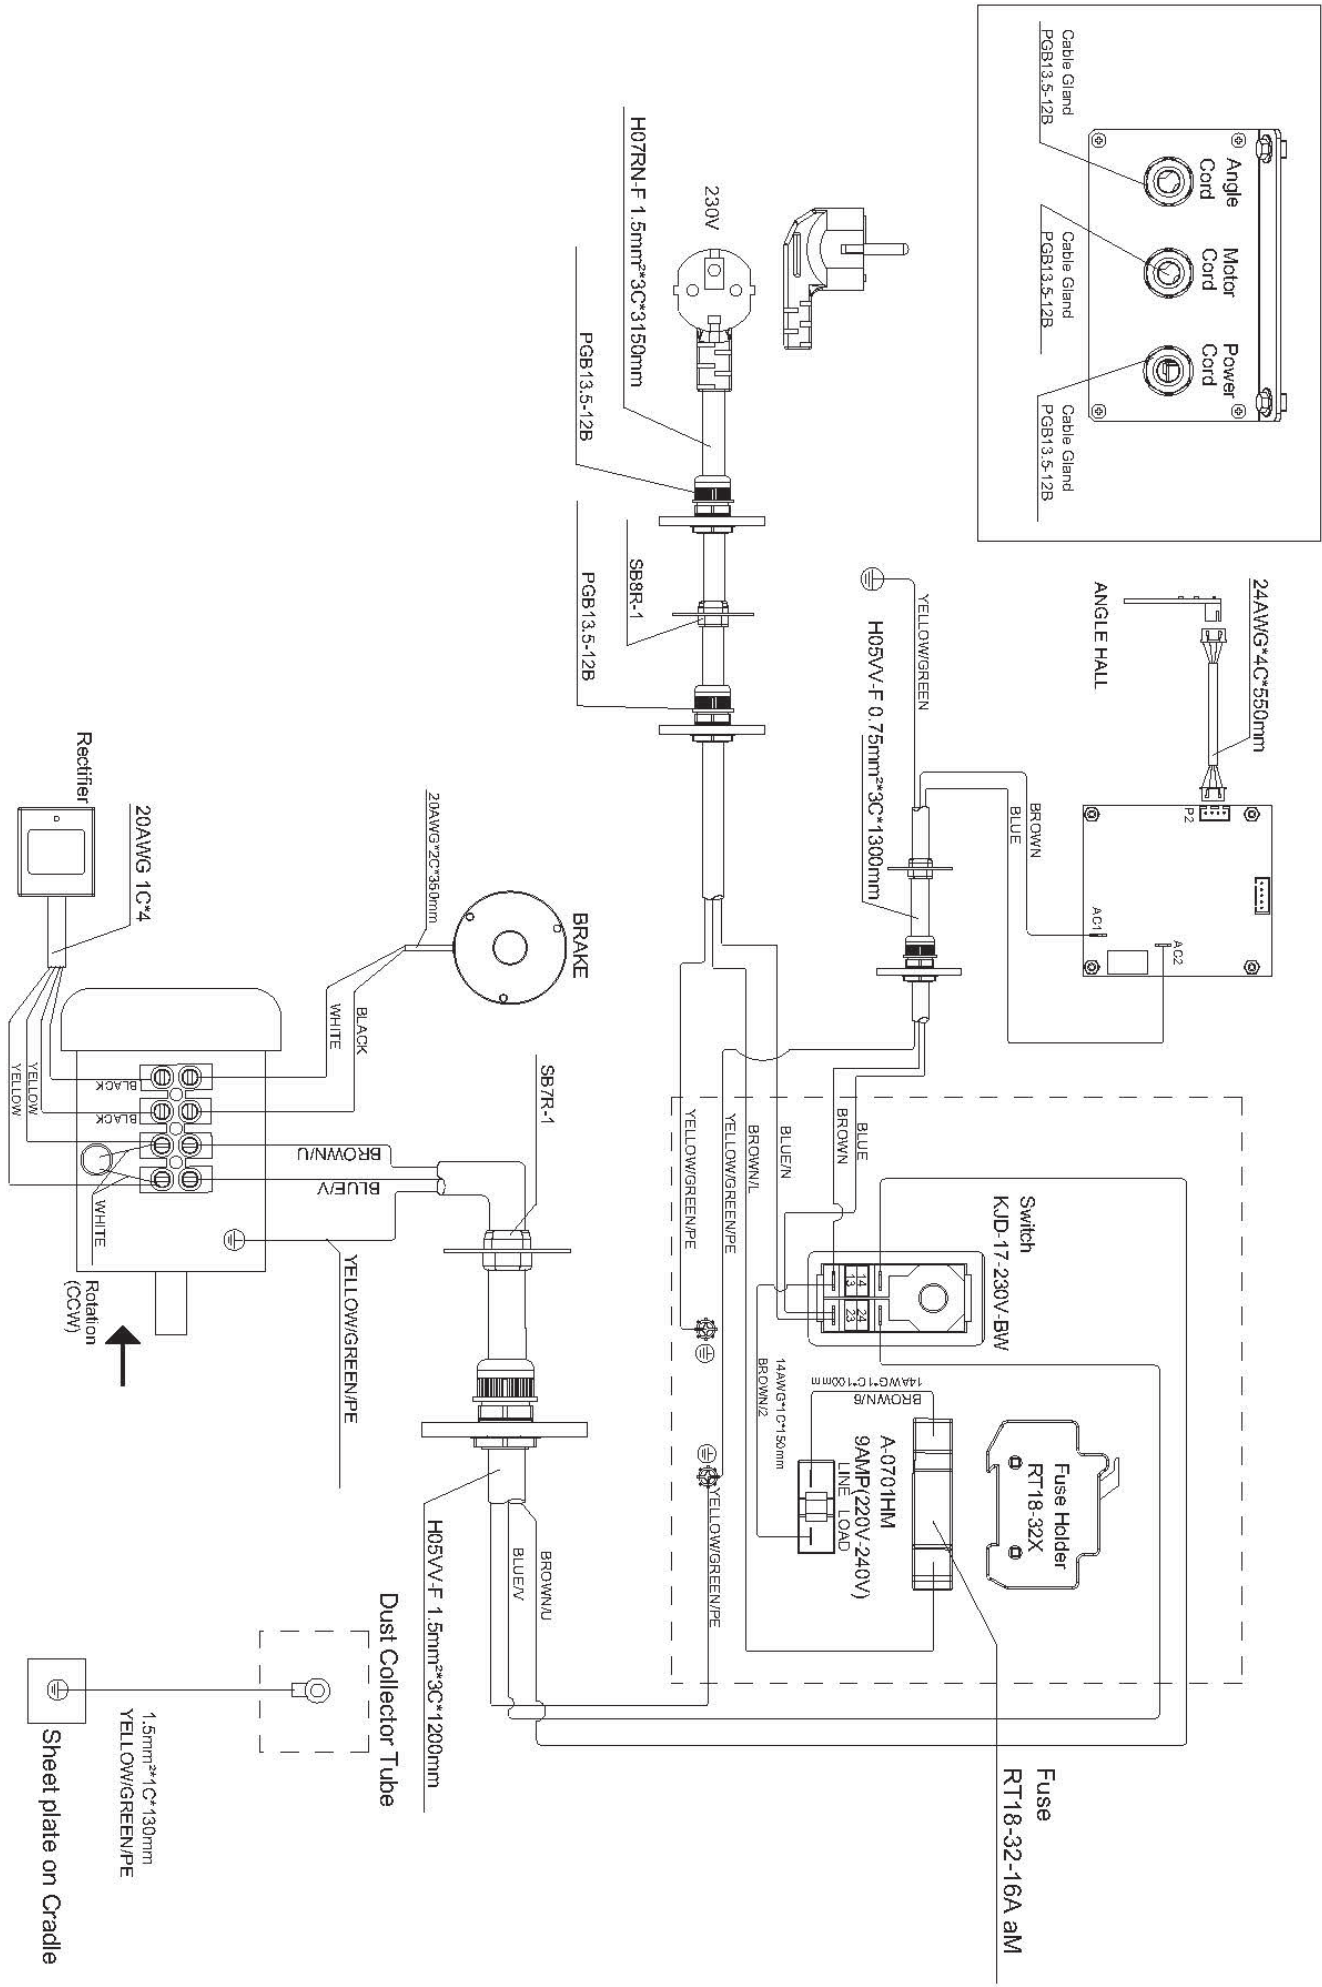 Angle
Cord
Motor
Cord
Power
Cord
Cable Gland
PGB13.5-12B
Cable Gland
PGB13.5-12B
Cable Gland
PGB13.5-12B
24AWG*4C*550mm
ANGLE HALL
P2
AC1
AC2
BROWN
BLUE
YELLOW/GREEN
H05VV-F 0.75mm²*3C*1300mm
230V
H07RN-F 1.5mm²*3C*3150mm
PGB13.5-12B
SB8R-1
PGB13.5-12B
Switch
KJD-17-230V-BW
14
13
24
23
BLUE
BROWN
BLUE/N
BROWN/L
YELLOW/GREEN/PE
YELLOW/GREEN/PE
Fuse Holder
RT18-32X
Fuse
RT18-32-16A aM
A-0701HM
9AMP(220V-240V)
LINE LOAD
BROWN/6
14AWG*1C*100mm
14AWG*1C*150mm
BROWN/2
YELLOW/GREEN/PE
BRAKE
20AWG*2C*350mm
BLACK
WHITE
Rectifier
20AWG 1C*4
BLACK
BLACK
YELLOW
YELLOW
WHITE
BROWN/U
BLUE/V
SB7R-1
YELLOW/GREEN/PE
Rotation
(CCW)
BROWN/U
BLUE/V
H05VV-F 1.5mm²*3C*1200mm
Dust Collector Tube
1.5mm²*1C*130mm
YELLOW/GREEN/PE
Sheet plate on Cradle